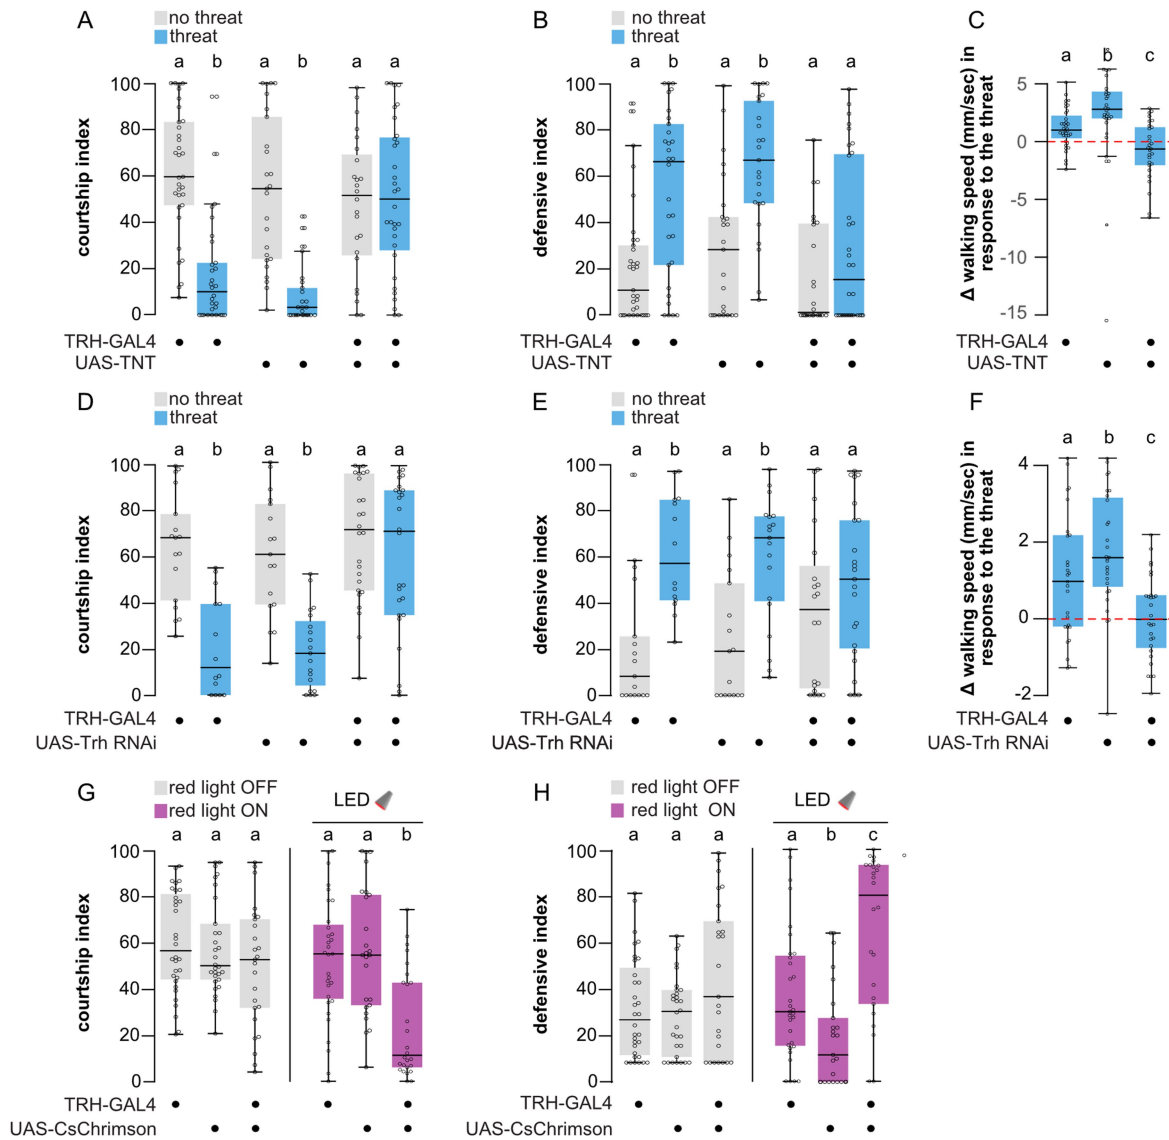 A
no threat
threat
a b a b a a
courtship index
100
80
60
40
20
0
TRH-GAL4
UAS-TNT
B
no threat
threat
a b a b a a
defensive index
100
80
60
40
20
0
TRH-GAL4
UAS-TNT
C
a b c
Δ walking speed (mm/sec) in
response to the threat
5
0
-5
-10
-15
TRH-GAL4
UAS-TNT
D
no threat
threat
a b a b a a
courtship index
100
80
60
40
20
0
TRH-GAL4
UAS-Trh RNAi
E
no threat
threat
a b a b a a
defensive index
100
80
60
40
20
0
TRH-GAL4
UAS-Trh RNAi
F
a b c
Δ walking speed (mm/sec) in
response to the threat
4
2
0
-2
TRH-GAL4
UAS-Trh RNAi
G
red light OFF
red light ON
LED
a a a a a b
courtship index
100
80
60
40
20
0
TRH-GAL4
UAS-CsChrimson
H
red light OFF
red light ON
LED
a a a a b c
defensive index
100
80
60
40
20
0
TRH-GAL4
UAS-CsChrimson